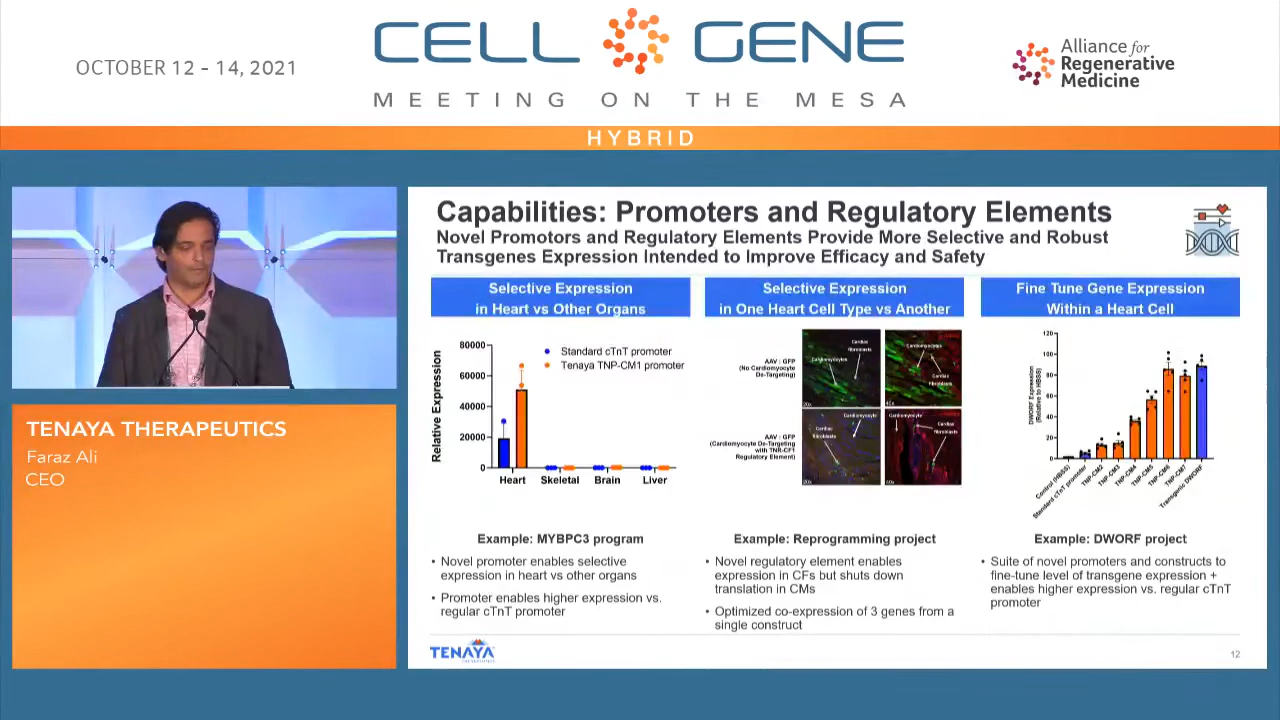 OCTOBER 12 - 14, 2021
CELL GENE
MEETING ON THE MESA
Alliance for
Regenerative
Medicine
HYBRID
TENAYA THERAPEUTICS
Faraz Ali
CEO
Capabilities: Promoters and Regulatory Elements
Novel Promotors and Regulatory Elements Provide More Selective and Robust
Transgenes Expression Intended to Improve Efficacy and Safety
Selective Expression
in Heart vs Other Organs
Relative Expression
80000
60000
40000
20000
0
Standard cTnT promoter
Tenaya TNP-CM1 promoter
Heart
Skeletal
Brain
Liver
Example: MYBPC3 program
• Novel promoter enables selective
expression in heart vs other organs
• Promoter enables higher expression vs.
regular cTnT promoter
Selective Expression
in One Heart Cell Type vs Another
AAV : GFP
(No Cardiomyocyte
De-Targeting)
Cardiac
fibroblasts
Cardiomyocytes
20x
Cardiomyocytes
Cardiac
Fibroblasts
40x
AAV : GFP
(Cardiomyocyte De-Targeting
with TNR-CF1
Regulatory Element)
Cardiomyocyte
Cardiac
fibroblasts
20x
Cardiomyocyte
Cardiac
fibroblasts
40x
Example: Reprogramming project
• Novel regulatory element enables
expression in CFs but shuts down
translation in CMs
• Optimized co-expression of 3 genes from a
single construct
Fine Tune Gene Expression
Within a Heart Cell
DWORF Expression
(Relative to HBSS)
120
100
80
60
40
20
0
Control (HBSS)
Standard cTnT promoter
TNP-CM2
TNP-CM3
TNP-CM4
TNP-CM5
TNP-CM6
TNP-CM7
Transgenic DWORF
Example: DWORF project
• Suite of novel promoters and constructs to
fine-tune level of transgene expression +
enables higher expression vs. regular cTnT
promoter
TENAYA
THERAPEUTICS
12